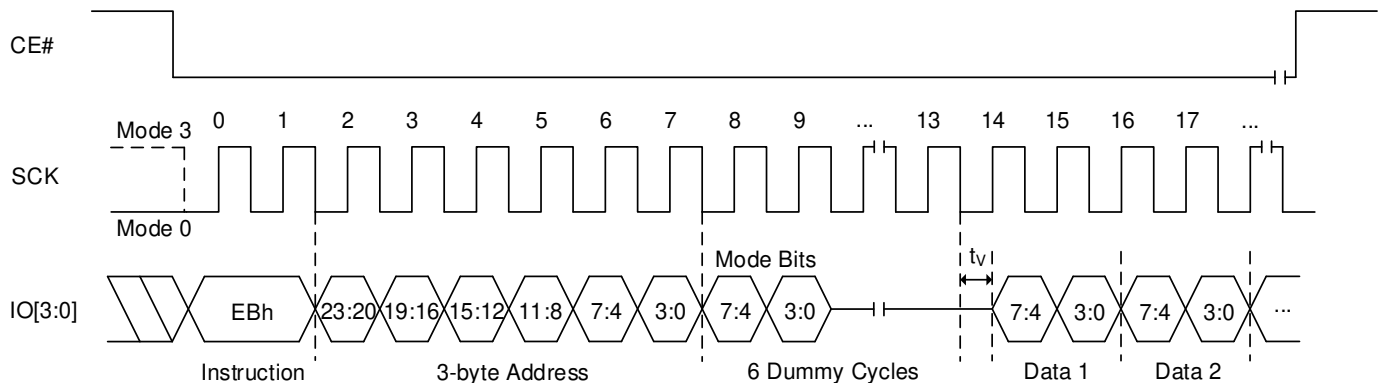 CE#
0 1 2 3 4 5 6 7 8 9 ... 13 14 15 16 17 ...
Mode 3
SCK
Mode 0
Mode Bits
tV
IO[3:0] EBh 23:20 19:16 15:12 11:8 7:4 3:0 7:4 3:0 7:4 3:0 7:4 3:0 ...
Instruction 3-byte Address 6 Dummy Cycles Data 1 Data 2